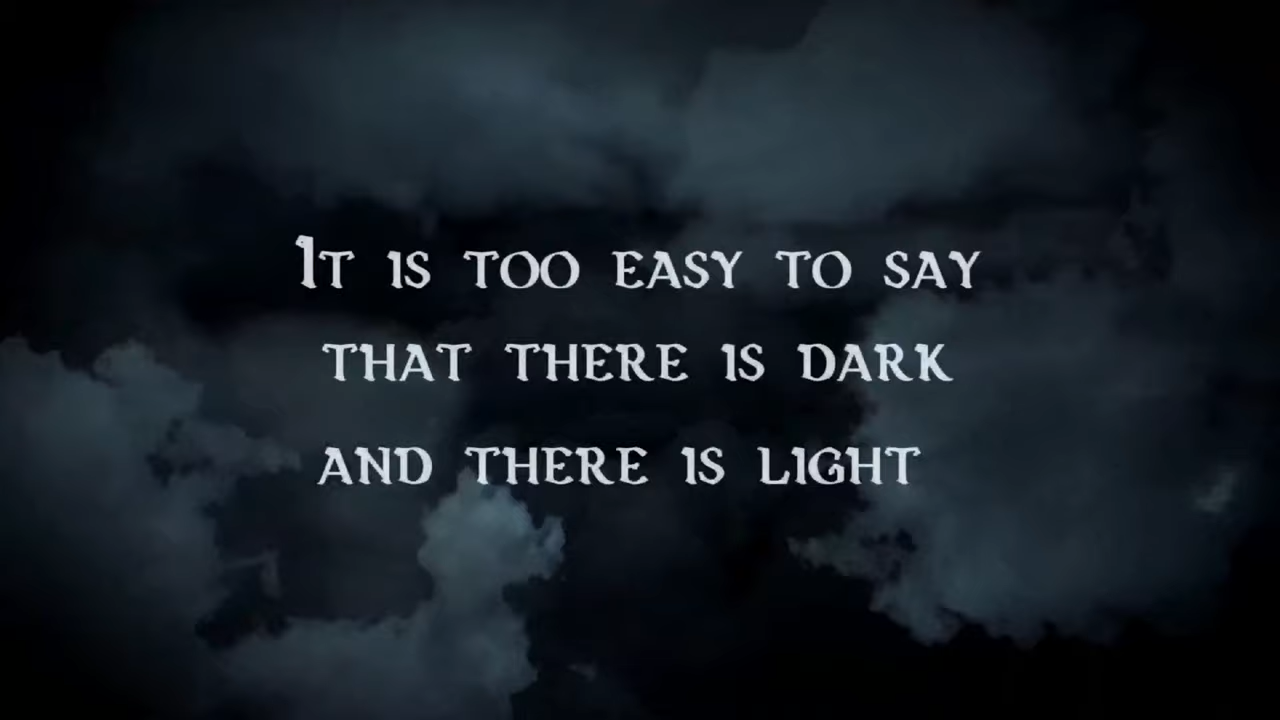 It is too easy to say
that there is dark
and there is light